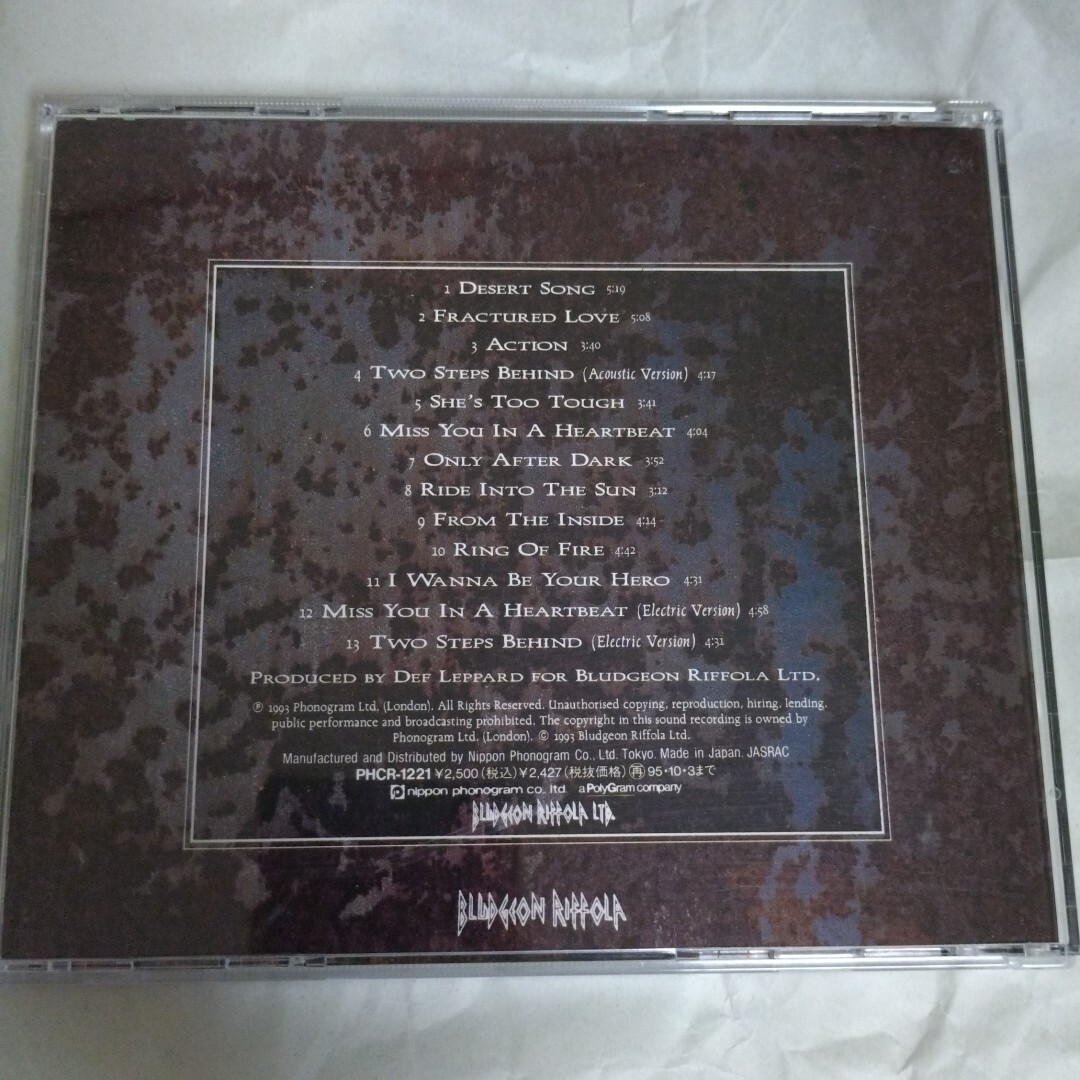 1 Desert Song 5:19
2 Fractured Love 5:08
3 Action 3:40
4 Two Steps Behind (Acoustic Version) 4:17
5 She's Too Tough 3:41
6 Miss You In A Heartbeat 4:04
7 Only After Dark 3:52
8 Ride Into The Sun 3:12
9 From The Inside 4:14
10 Ring Of Fire 4:42
11 I Wanna Be Your Hero 4:31
12 Miss You In A Heartbeat (Electric Version) 4:58
13 Two Steps Behind (Electric Version) 4:31
Produced by Def Leppard for Bludgeon Riffola Ltd.
℗ 1993 Phonogram Ltd. (London). All Rights Reserved. Unauthorised copying, reproduction, hiring, lending,
public performance and broadcasting prohibited. The copyright in this sound recording is owned by
Phonogram Ltd. (London). © 1993 Bludgeon Riffola Ltd.
Manufactured and Distributed by Nippon Phonogram Co., Ltd. Tokyo. Made in Japan. JASRAC
PHCR-1221 ¥2,500(税込)¥2,427(税抜価格)㊞95・10・3まで
nippon phonogram co., ltd. a PolyGram company
BLUDGEON RIFFOLA LTD.
BLUDGEON RIFFOLA